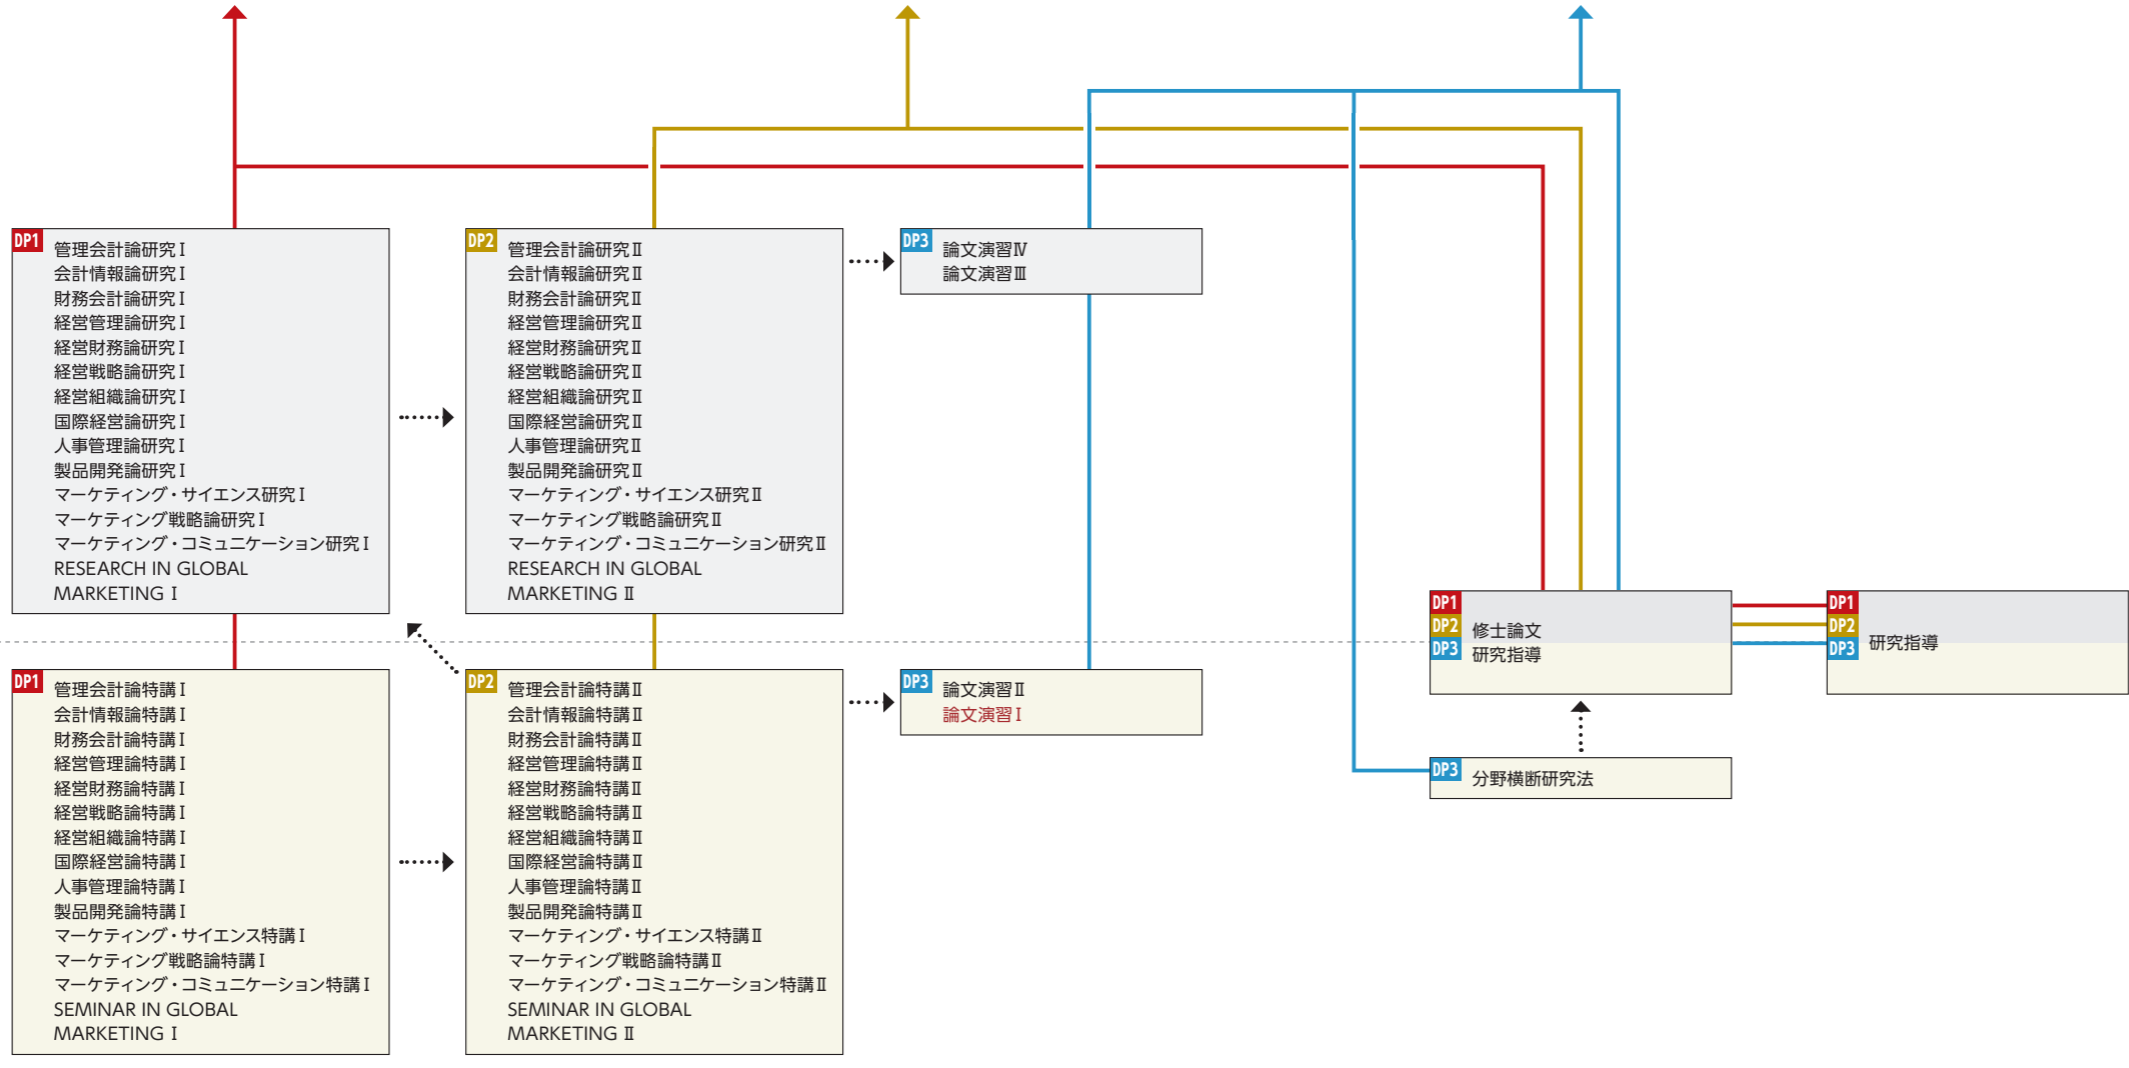 DP1
管理会計論研究Ⅰ
会計情報論研究Ⅰ
財務会計論研究Ⅰ
経営管理論研究Ⅰ
経営財務論研究Ⅰ
経営戦略論研究Ⅰ
経営組織論研究Ⅰ
国際経営論研究Ⅰ
人事管理論研究Ⅰ
製品開発論研究Ⅰ
マーケティング・サイエンス研究Ⅰ
マーケティング戦略論研究Ⅰ
マーケティング・コミュニケーション研究Ⅰ
RESEARCH IN GLOBAL
MARKETING Ⅰ
DP2
管理会計論研究Ⅱ
会計情報論研究Ⅱ
財務会計論研究Ⅱ
経営管理論研究Ⅱ
経営財務論研究Ⅱ
経営戦略論研究Ⅱ
経営組織論研究Ⅱ
国際経営論研究Ⅱ
人事管理論研究Ⅱ
製品開発論研究Ⅱ
マーケティング・サイエンス研究Ⅱ
マーケティング戦略論研究Ⅱ
マーケティング・コミュニケーション研究Ⅱ
RESEARCH IN GLOBAL
MARKETING Ⅱ
DP3
論文演習Ⅳ
論文演習Ⅲ
DP1
DP2
DP3
修士論文
研究指導
DP1
DP2
DP3
研究指導
DP1
管理会計論特講Ⅰ
会計情報論特講Ⅰ
財務会計論特講Ⅰ
経営管理論特講Ⅰ
経営財務論特講Ⅰ
経営戦略論特講Ⅰ
経営組織論特講Ⅰ
国際経営論特講Ⅰ
人事管理論特講Ⅰ
製品開発論特講Ⅰ
マーケティング・サイエンス特講Ⅰ
マーケティング戦略論特講Ⅰ
マーケティング・コミュニケーション特講Ⅰ
SEMINAR IN GLOBAL
MARKETING Ⅰ
DP2
管理会計論特講Ⅱ
会計情報論特講Ⅱ
財務会計論特講Ⅱ
経営管理論特講Ⅱ
経営財務論特講Ⅱ
経営戦略論特講Ⅱ
経営組織論特講Ⅱ
国際経営論特講Ⅱ
人事管理論特講Ⅱ
製品開発論特講Ⅱ
マーケティング・サイエンス特講Ⅱ
マーケティング戦略論特講Ⅱ
マーケティング・コミュニケーション特講Ⅱ
SEMINAR IN GLOBAL
MARKETING Ⅱ
DP3
論文演習Ⅱ
論文演習Ⅰ
DP3
分野横断研究法